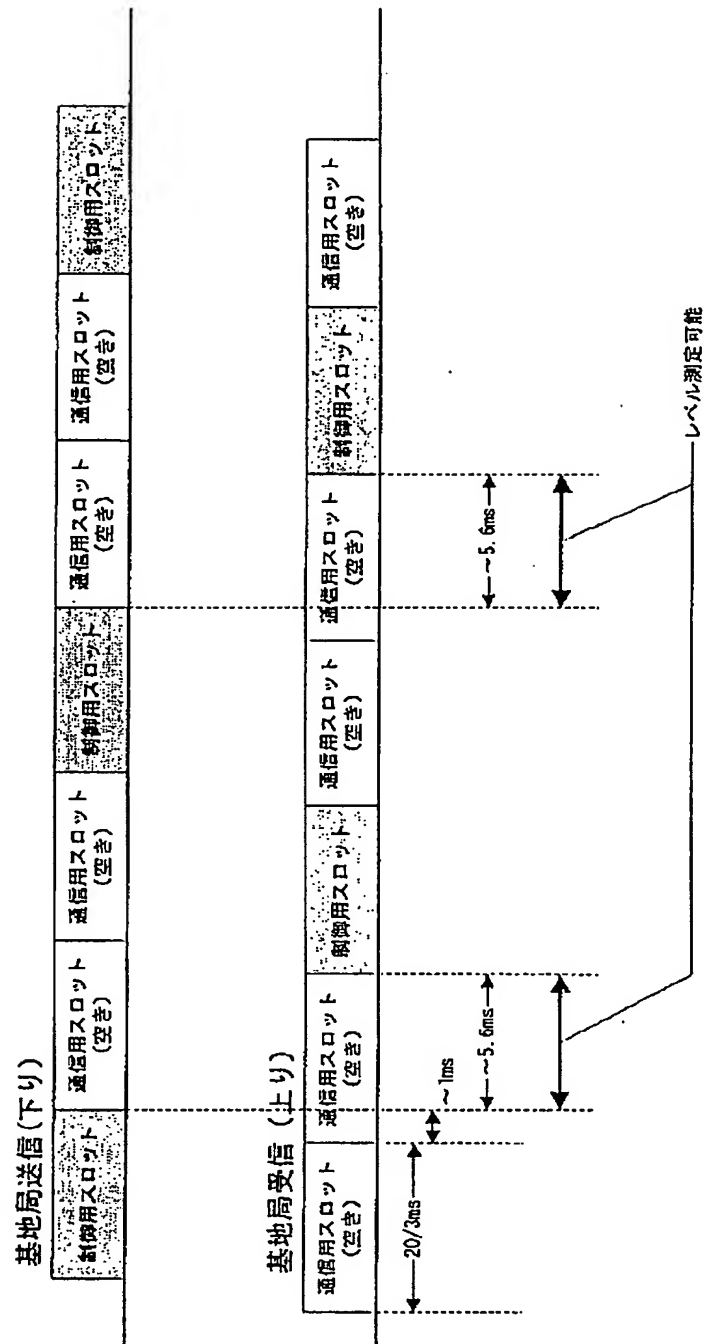 基地局送信(下り)
制御用スロット
通信用スロット
(空き)
通信用スロット
(空き)
制御用スロット
通信用スロット
(空き)
通信用スロット
(空き)
制御用スロット
基地局受信(上り)
通信用スロット
(空き)
通信用スロット
(空き)
制御用スロット
通信用スロット
(空き)
通信用スロット
(空き)
制御用スロット
通信用スロット
(空き)
20/3ms
~1ms
~5.6ms
~5.6ms
レベル測定可能